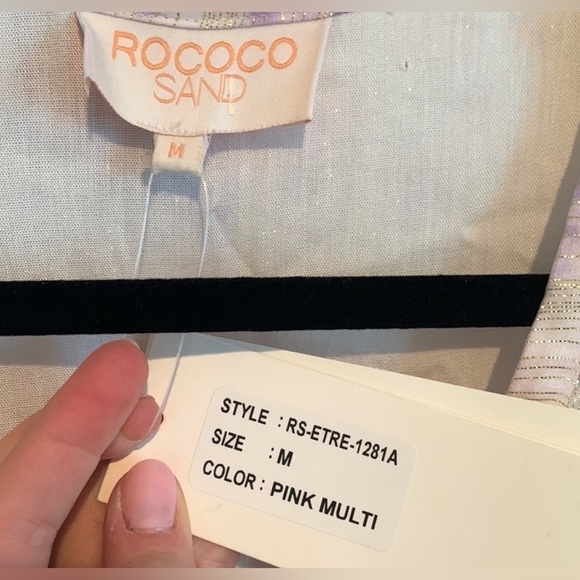 ROCOCO
SAND
M
STYLE : RS-ETRE-1281A
SIZE : M
COLOR : PINK MULTI